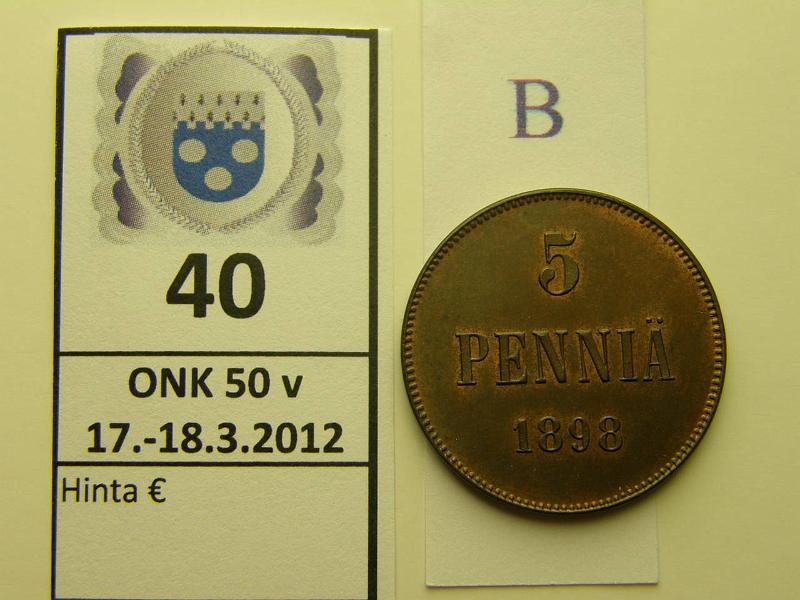 40
ONK 50 v
17.-18.3.2012
Hinta €
B
5
PENNIÄ
1898